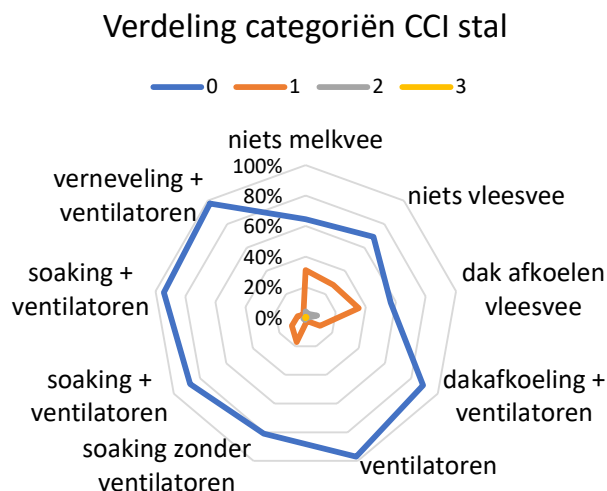 Verdeling categoriën CCI stal
0 1 2 3
niets melkvee
100%
80%
60%
40%
20%
0%
niets vleesvee
dak afkoelen
vleesvee
dakafkoeling +
ventilatoren
ventilatoren
soaking zonder
ventilatoren
soaking +
ventilatoren
soaking +
ventilatoren
verneveling +
ventilatoren